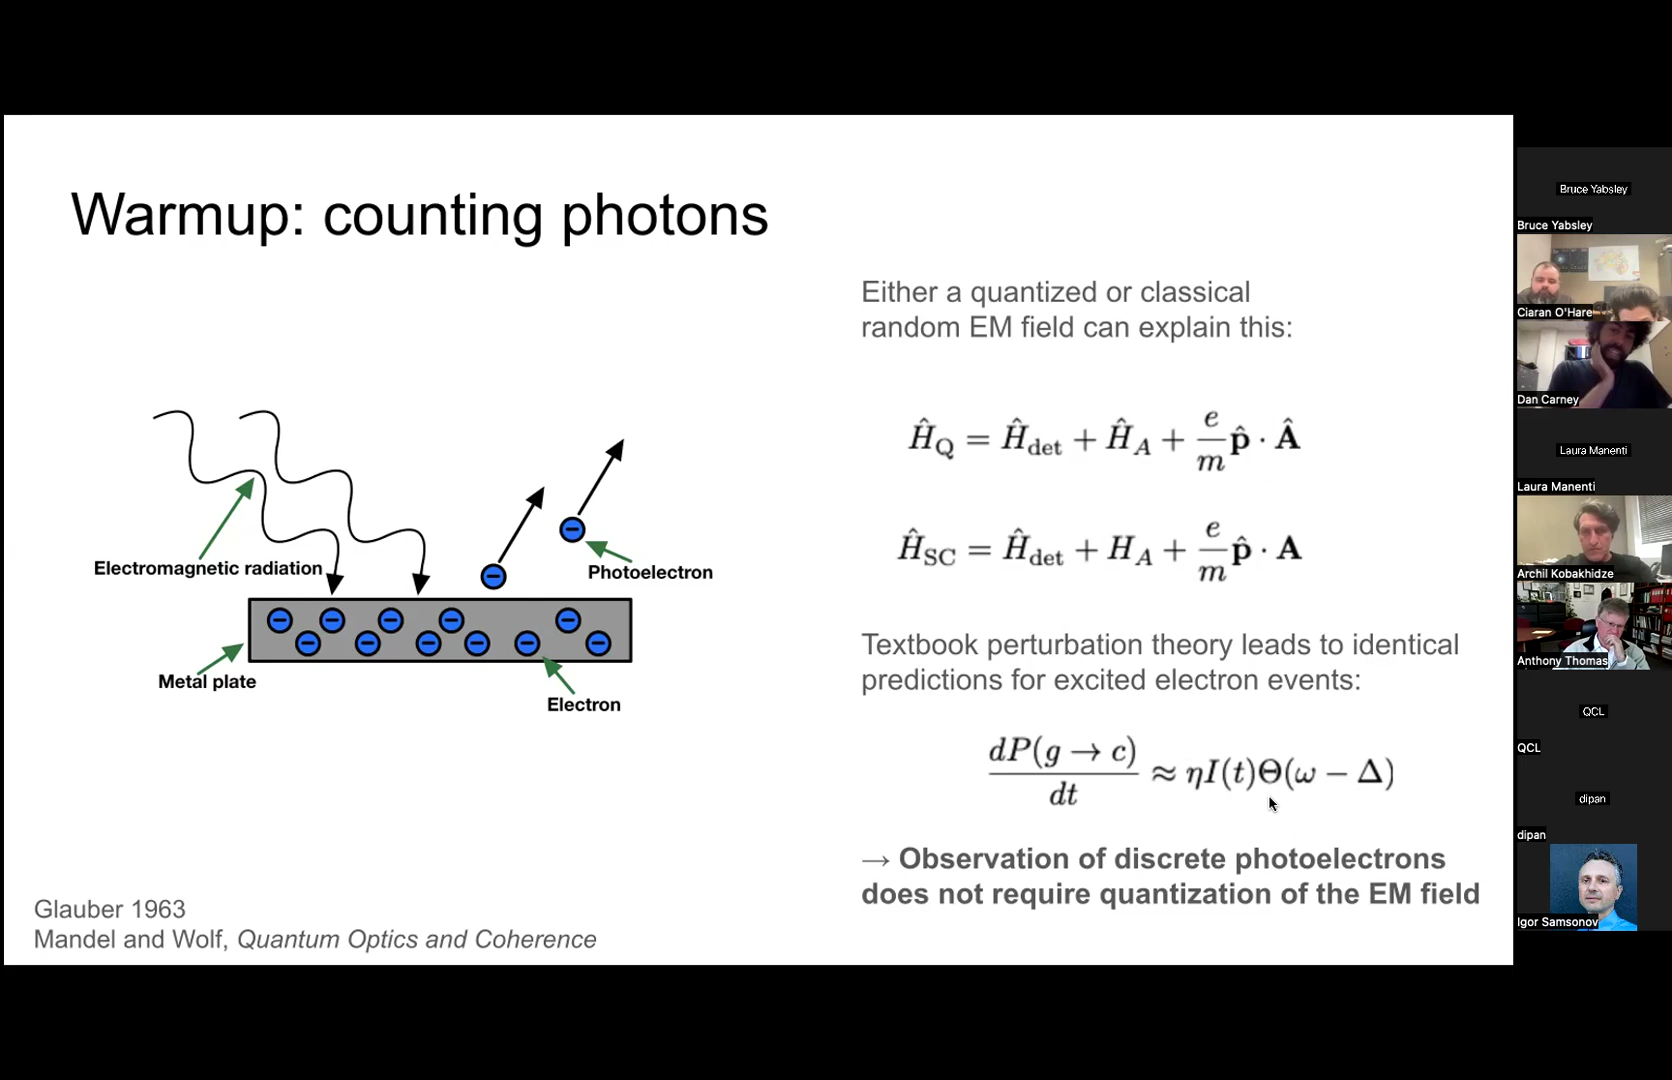 Warmup: counting photons
Either a quantized or classical
random EM field can explain this:
Ĥ_Q = Ĥ_det + Ĥ_A + e/m p̂ · Â
Ĥ_SC = Ĥ_det + H_A + e/m p̂ · A
Electromagnetic radiation
Photoelectron
Metal plate
Electron
Textbook perturbation theory leads to identical
predictions for excited electron events:
dP(g → c)/dt ≈ ηI(t)Θ(ω − Δ)
→ Observation of discrete photoelectrons
does not require quantization of the EM field
Glauber 1963
Mandel and Wolf, Quantum Optics and Coherence
Bruce Yabsley
Bruce Yabsley
Ciaran O'Hare
Dan Carney
Laura Manenti
Laura Manenti
Archil Kobakhidze
Anthony Thomas
QCL
QCL
dipan
dipan
Igor Samsonov